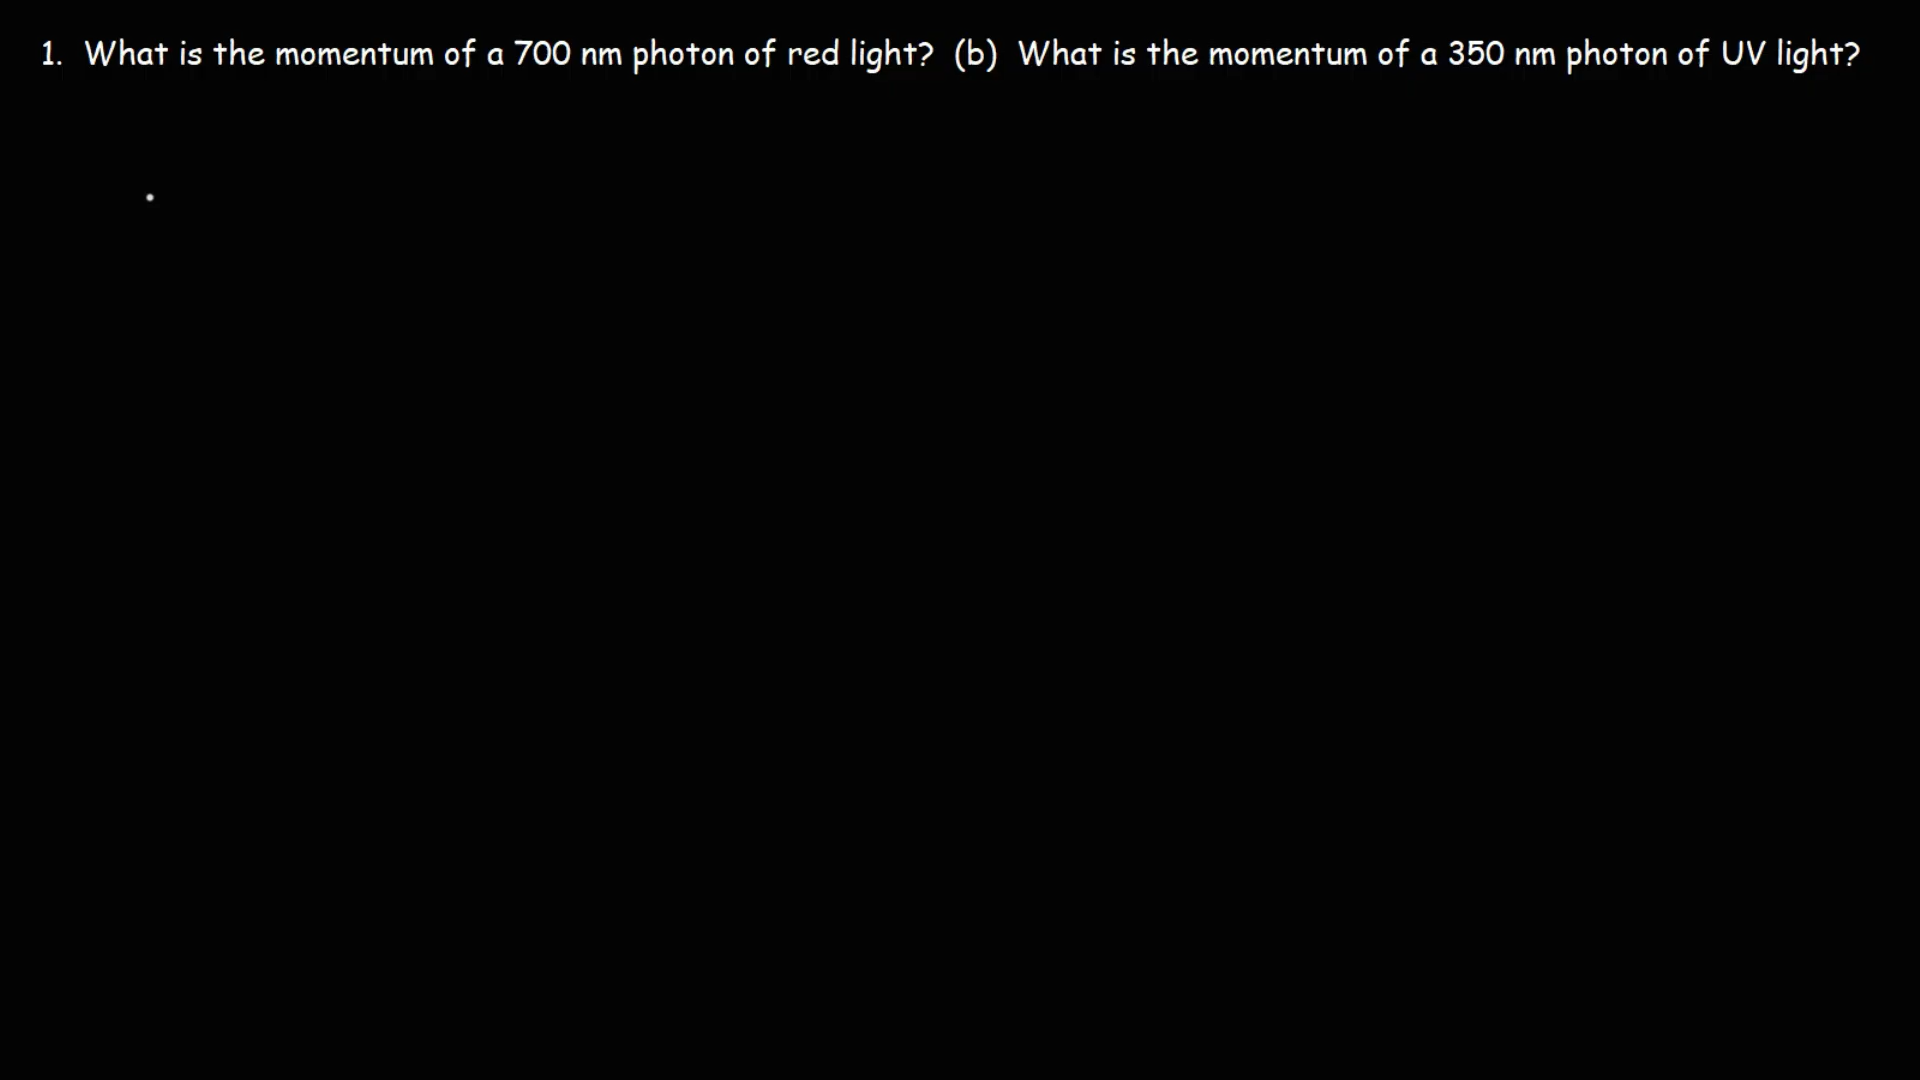 1. What is the momentum of a 700 nm photon of red light? (b) What is the momentum of a 350 nm photon of UV light?